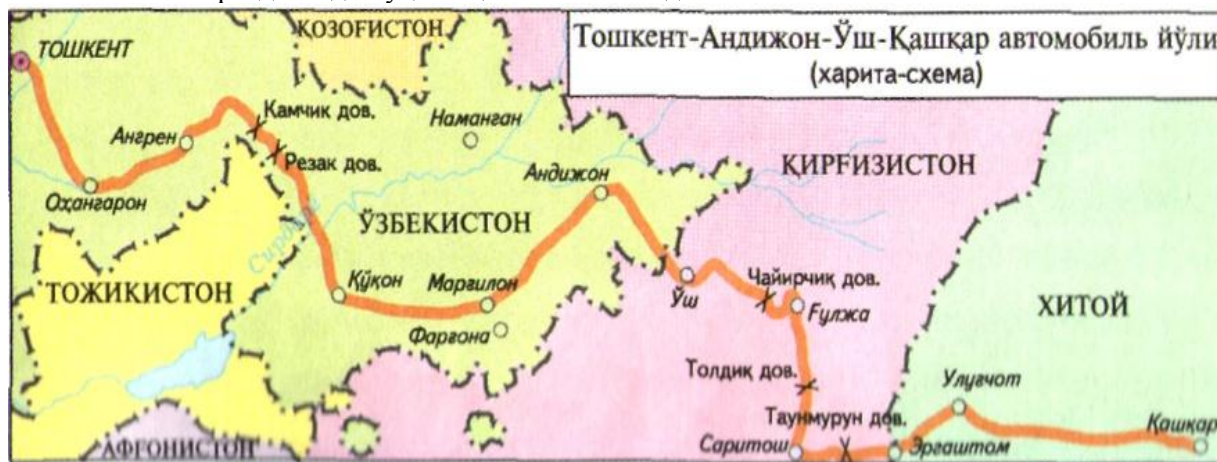 Тошкент-Андижон-Ўш-Қашқар автомобиль йўли
(харита-схема)
ҚОЗОҒИСТОН
ТОШКЕНТ
Камчик дов.
Наманган
Ангрен
Резак дов.
ҚИРҒИЗИСТОН
Андижон
Оҳангарон
ЎЗБЕКИСТОН
Сирдарё
Чайирчиқ дов.
ТОЖИКИСТОН
Қўқон
Марғилон
Ўш
Ғулжа
ХИТОЙ
Фарғона
Толдиқ дов.
Улуғчот
Таунмурун дов.
Қашқар
АФҒОНИСТОН
Саритош
Эргаштом